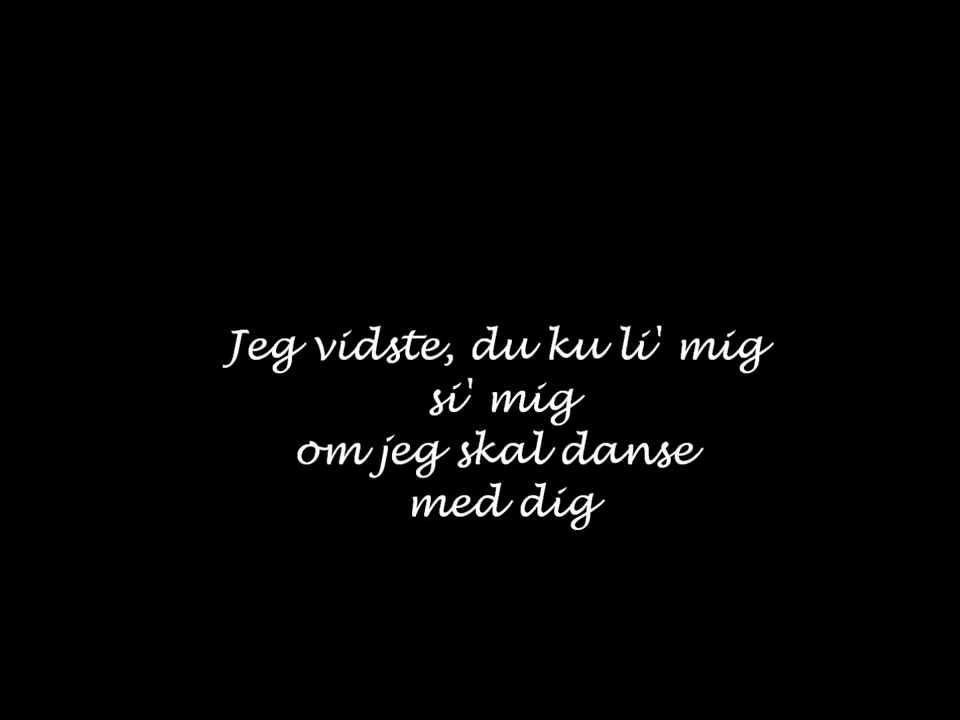 Jeg vidste, du ku li' mig
si' mig
om jeg skal danse
med dig